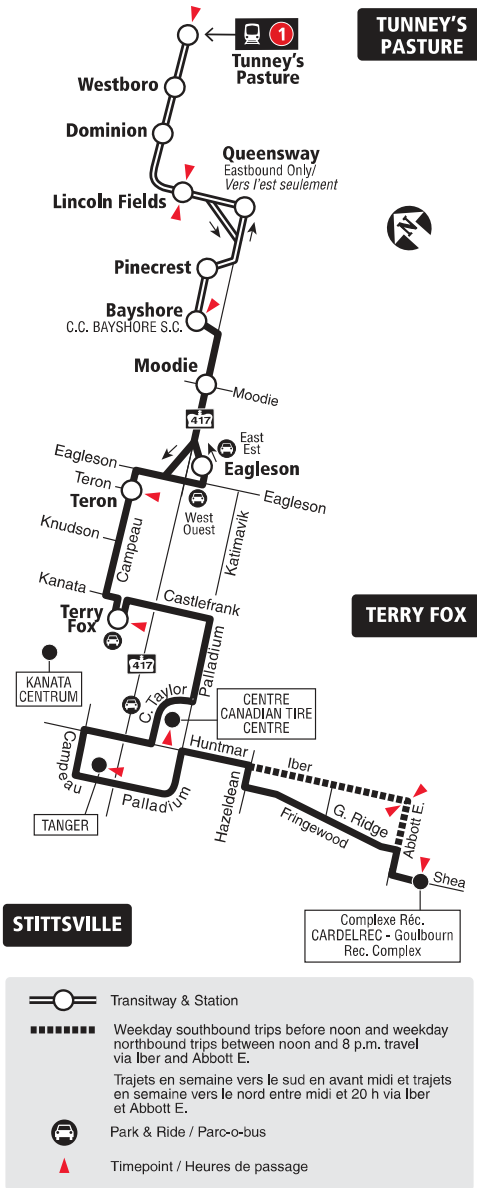 TUNNEY'S
PASTURE
1
Tunney's
Pasture
Westboro
Dominion
Queensway
Eastbound Only/
Vers l'est seulement
Lincoln Fields
N
Pinecrest
Bayshore
C.C. BAYSHORE S.C.
Moodie
Moodie
417
East
Est
Eagleson
Eagleson
Teron
Teron
Eagleson
West
Ouest
Knudson
Campeau
Katimavik
Kanata
Castlefrank
Terry
Fox
TERRY FOX
417
Palladium
KANATA
CENTRUM
C. Taylor
CENTRE
CANADIAN TIRE
CENTRE
Campeau
Huntmar
Iber
Palladium
Hazeldean
G. Ridge
Fringewood
Abbott E.
TANGER
Shea
STITTSVILLE
Complexe Réc.
CARDELREC - Goulbourn
Rec. Complex
Transitway & Station
Weekday southbound trips before noon and weekday
northbound trips between noon and 8 p.m. travel
via Iber and Abbott E.
Trajets en semaine vers le sud en avant midi et trajets
en semaine vers le nord entre midi et 20 h via Iber
et Abbott E.
Park & Ride / Parc-o-bus
Timepoint / Heures de passage